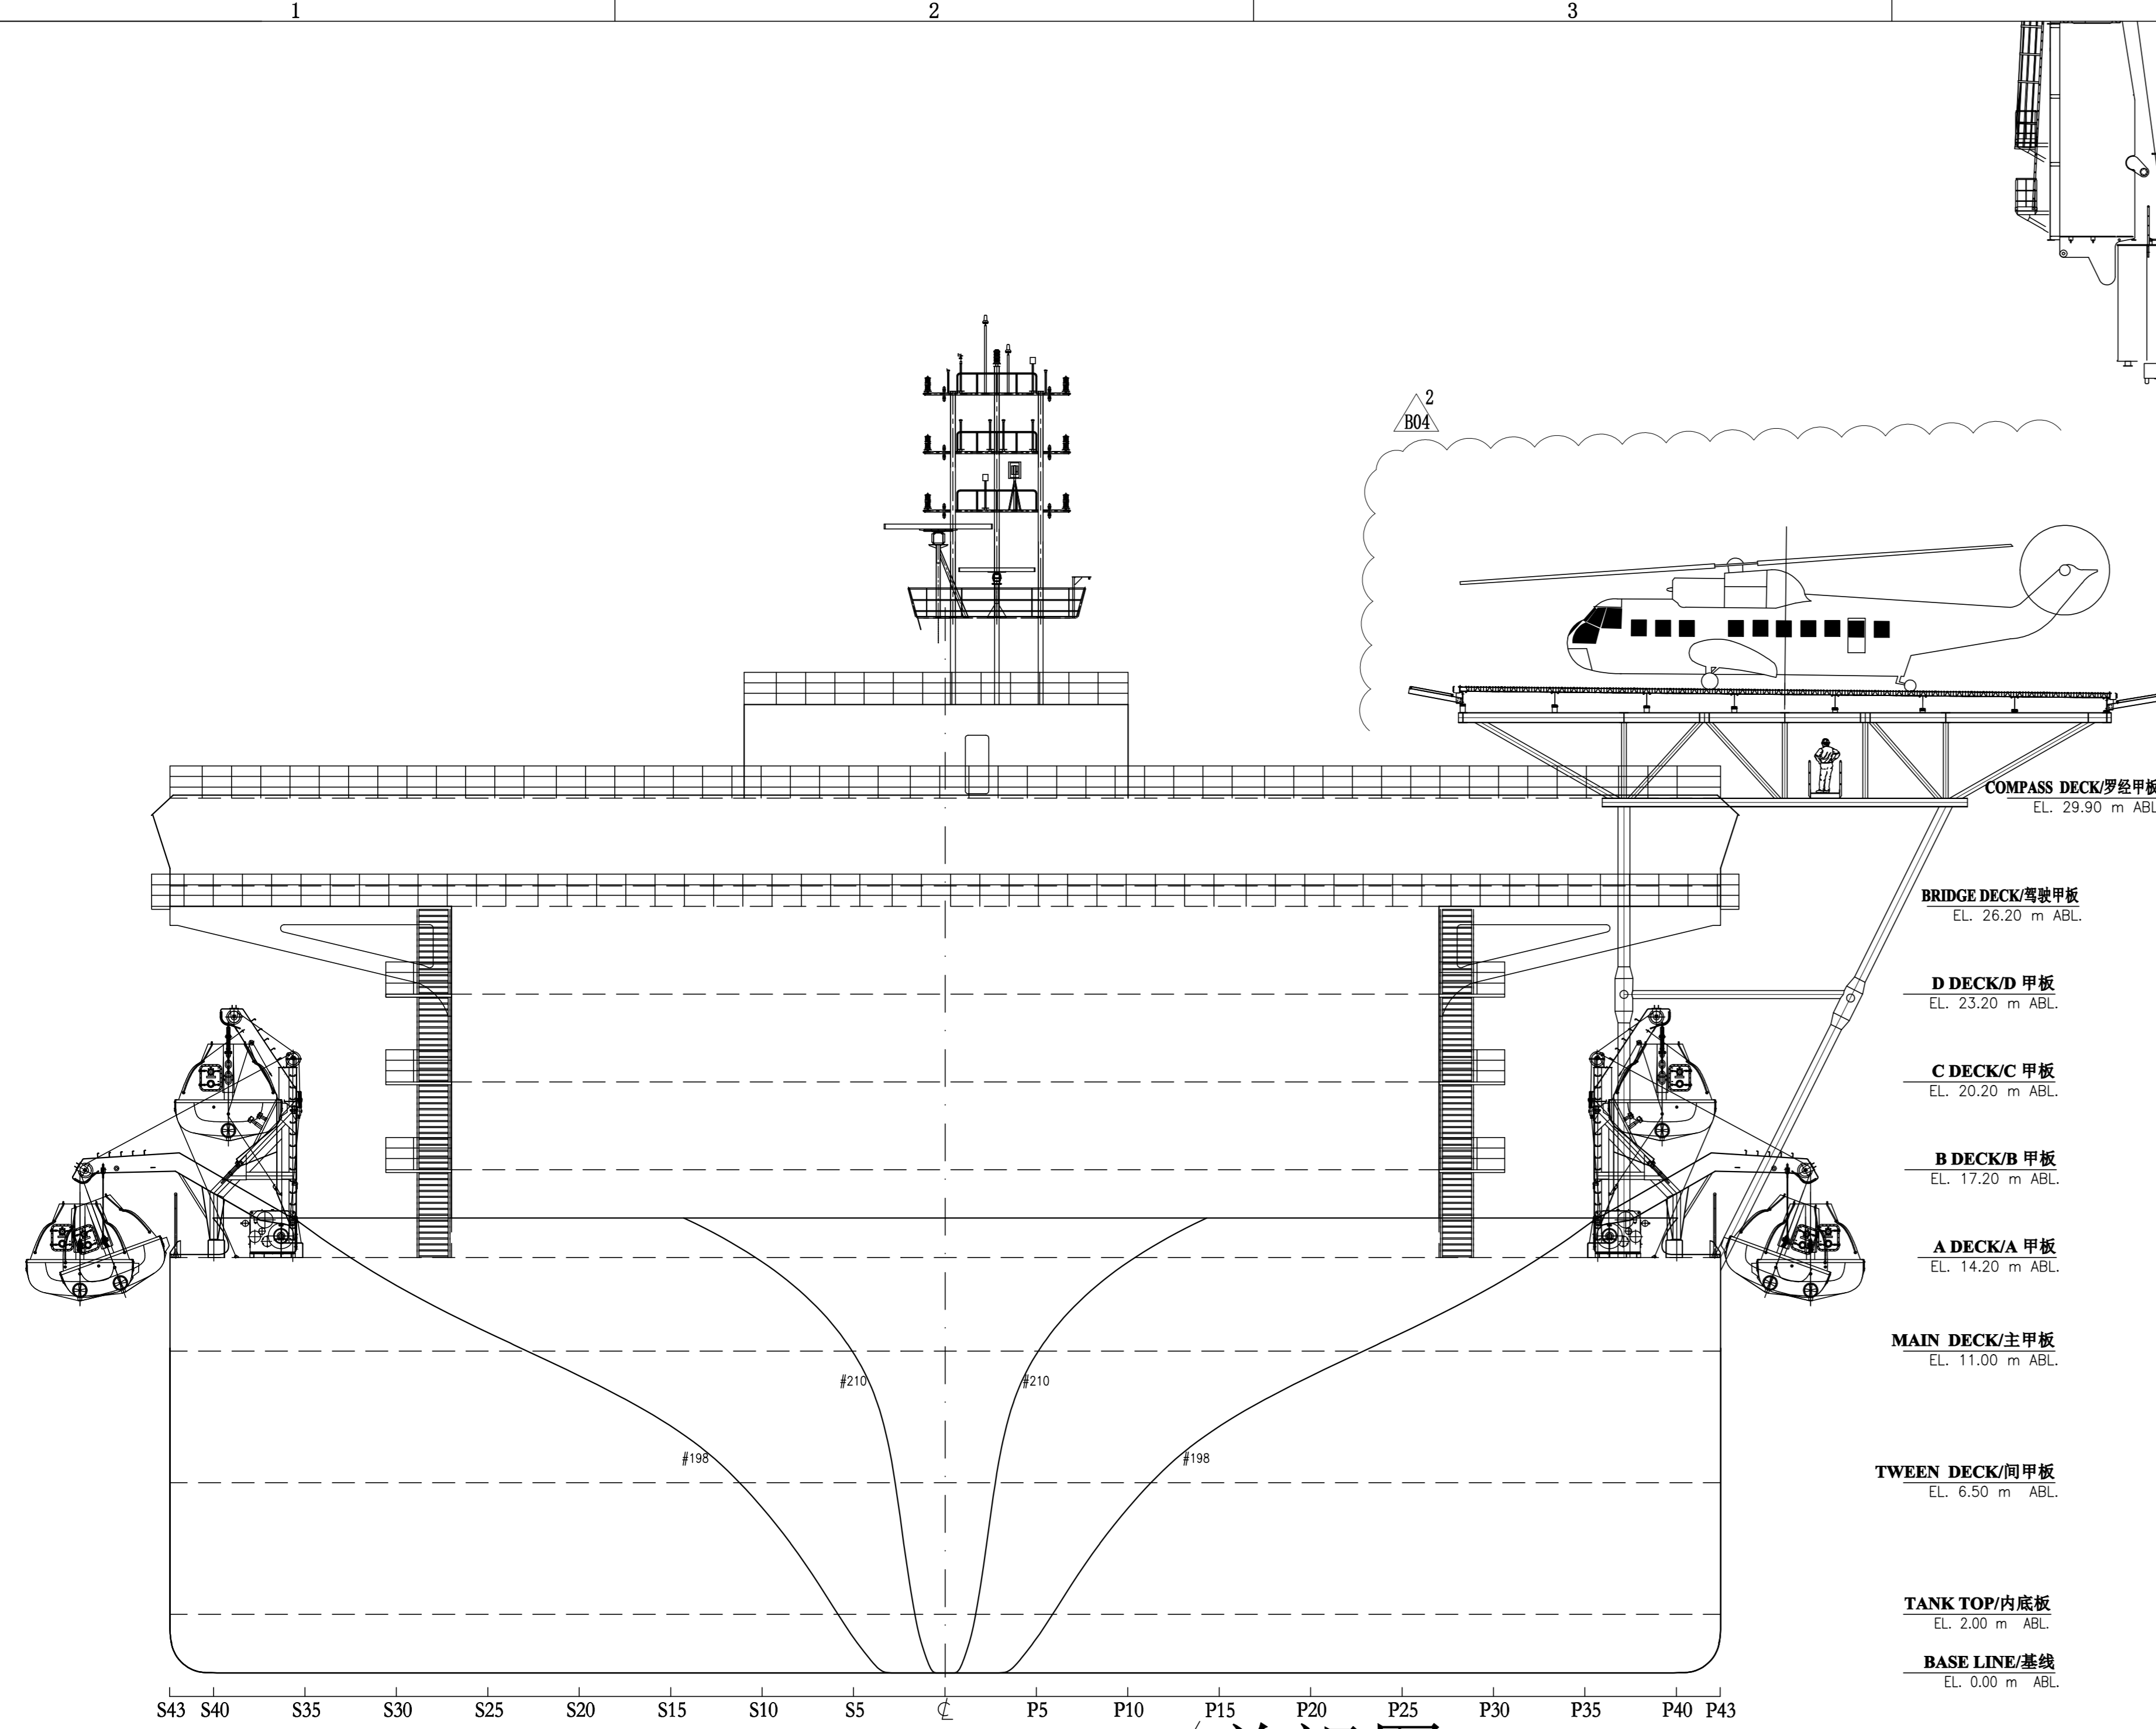 1 2 3
2
B04
COMPASS DECK/罗经甲板
EL. 29.90 m ABL
BRIDGE DECK/驾驶甲板
EL. 26.20 m ABL.
D DECK/D 甲板
EL. 23.20 m ABL.
C DECK/C 甲板
EL. 20.20 m ABL.
B DECK/B 甲板
EL. 17.20 m ABL.
A DECK/A 甲板
EL. 14.20 m ABL.
MAIN DECK/主甲板
EL. 11.00 m ABL.
#210 #210
#198 #198
TWEEN DECK/间甲板
EL. 6.50 m ABL.
TANK TOP/内底板
EL. 2.00 m ABL.
BASE LINE/基线
EL. 0.00 m ABL.
S43 S40 S35 S30 S25 S20 S15 S10 S5 ℄ P5 P10 P15 P20 P25 P30 P35 P40 P43